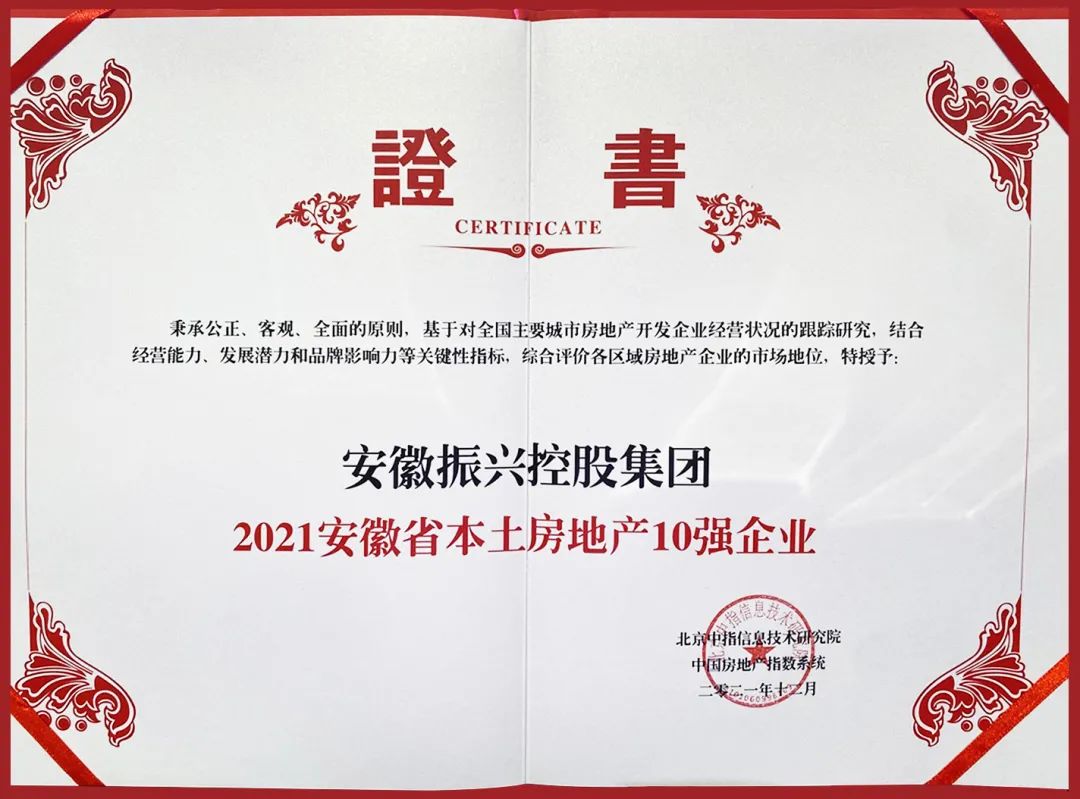 證 書
CERTIFICATE
秉承公正、客观、全面的原则，基于对全国主要城市房地产开发企业经营状况的跟踪研究，结合
经营能力、发展潜力和品牌影响力等关键性指标，综合评价各区域房地产企业的市场地位，特授予：
安徽振兴控股集团
2021安徽省本土房地产10强企业
北京中指信息技术研究院
中国房地产指数系统
二零二一年十二月